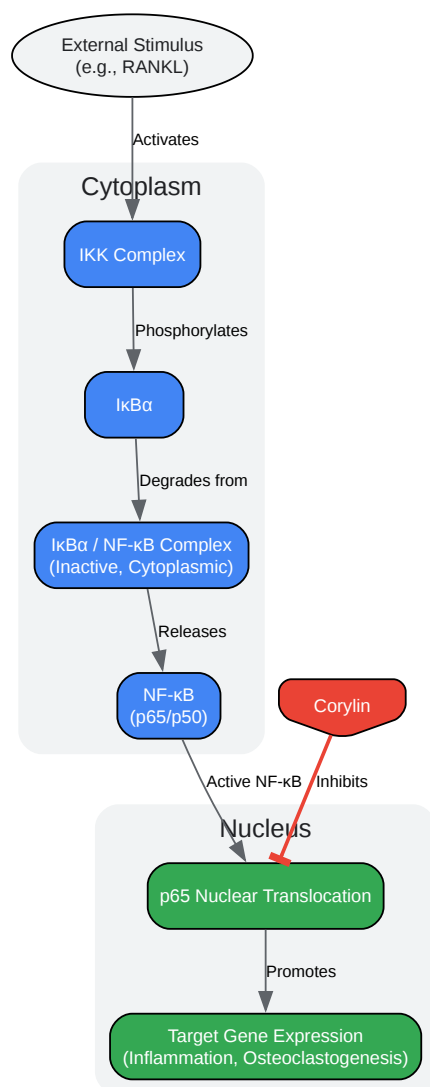 External Stimulus
(e.g., RANKL)
Activates
Cytoplasm
IKK Complex
Phosphorylates
IκBα
Degrades from
IκBα / NF-κB Complex
(Inactive, Cytoplasmic)
Releases
NF-κB
(p65/p50)
Corylin
Active NF-κB
Inhibits
Nucleus
p65 Nuclear Translocation
Promotes
Target Gene Expression
(Inflammation, Osteoclastogenesis)